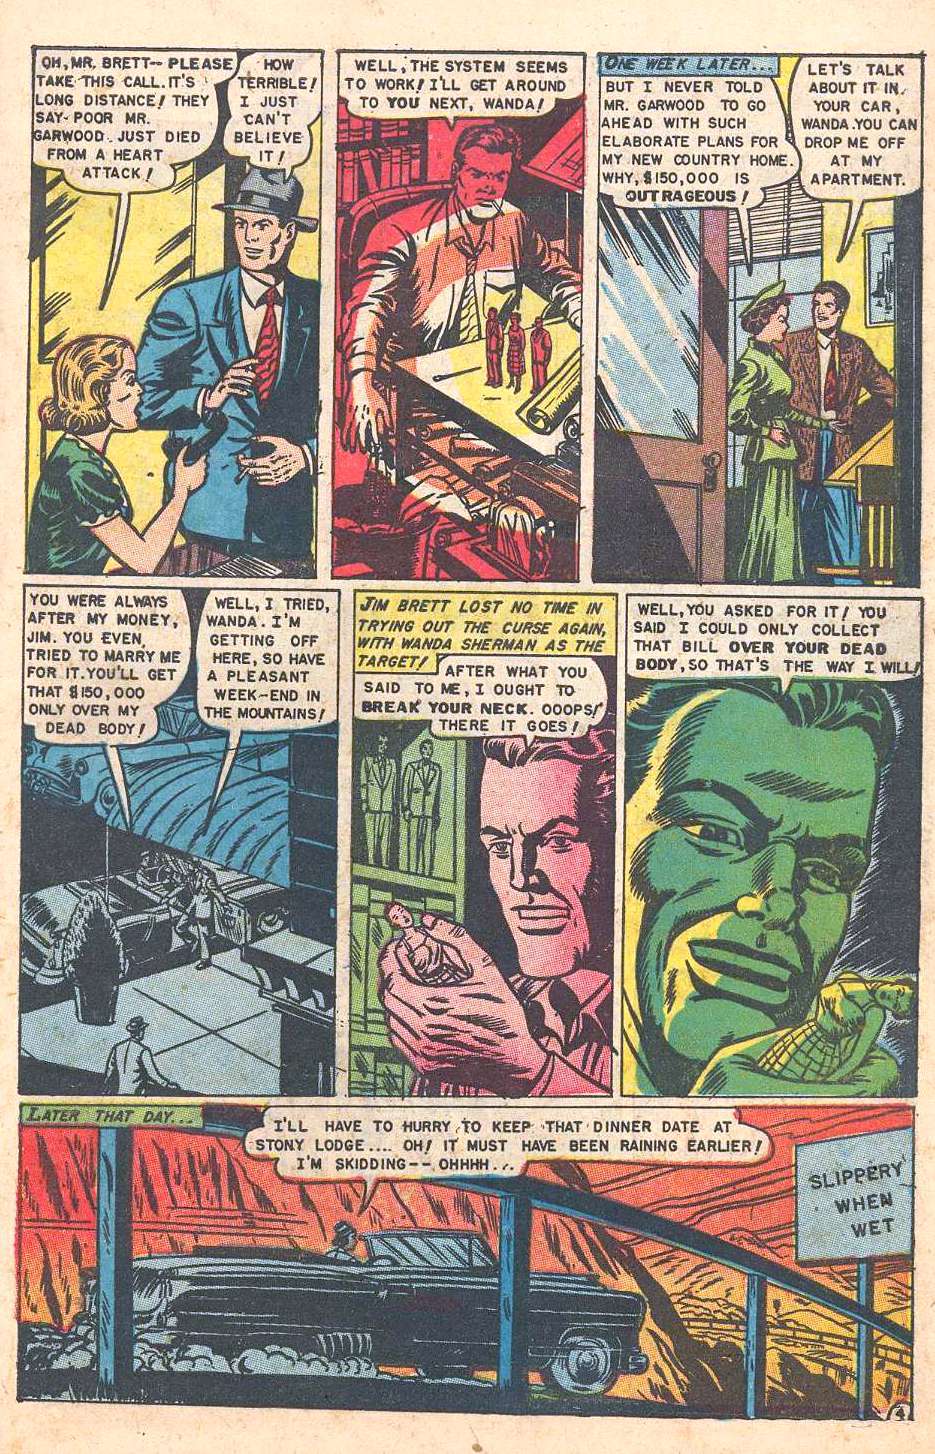 OH, MR. BRETT-- PLEASE
TAKE THIS CALL. IT'S
LONG DISTANCE! THEY
SAY- POOR MR.
GARWOOD JUST DIED
FROM A HEART
ATTACK!
HOW
TERRIBLE!
I JUST
CAN'T
BELIEVE
IT!
WELL, THE SYSTEM SEEMS
TO WORK! I'LL GET AROUND
TO YOU NEXT, WANDA!
ONE WEEK LATER...
BUT I NEVER TOLD
MR. GARWOOD TO GO
AHEAD WITH SUCH
ELABORATE PLANS FOR
MY NEW COUNTRY HOME.
WHY, $150,000 IS
OUTRAGEOUS!
LET'S TALK
ABOUT IT IN
YOUR CAR,
WANDA. YOU CAN
DROP ME OFF
AT MY
APARTMENT.
YOU WERE ALWAYS
AFTER MY MONEY,
JIM. YOU EVEN
TRIED TO MARRY ME
FOR IT. YOU'LL GET
THAT $150,000
ONLY OVER MY
DEAD BODY!
WELL, I TRIED,
WANDA. I'M
GETTING OFF
HERE, SO HAVE
A PLEASANT
WEEK-END IN
THE MOUNTAINS!
JIM BRETT LOST NO TIME IN
TRYING OUT THE CURSE AGAIN,
WITH WANDA SHERMAN AS THE
TARGET!
AFTER WHAT YOU
SAID TO ME, I OUGHT TO
BREAK YOUR NECK. OOOPS!
THERE IT GOES!
WELL, YOU ASKED FOR IT! YOU
SAID I COULD ONLY COLLECT
THAT BILL OVER YOUR DEAD
BODY, SO THAT'S THE WAY I WILL!
LATER THAT DAY...
I'LL HAVE TO HURRY TO KEEP THAT DINNER DATE AT
STONY LODGE.... OH! IT MUST HAVE BEEN RAINING EARLIER!
I'M SKIDDING-- OHHHH...
SLIPPERY
WHEN
WET
4